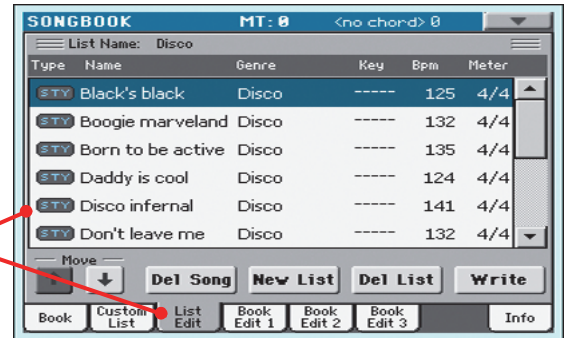 SONGBOOK MT: 0 <no chord> 0
List Name: Disco
Type Name Genre Key Bpm Meter
STY Black's black Disco ----- 125 4/4
STY Boogie marveland Disco ----- 132 4/4
STY Born to be active Disco ----- 135 4/4
STY Daddy is cool Disco ----- 124 4/4
STY Disco infernal Disco ----- 141 4/4
STY Don't leave me Disco ----- 132 4/4
Move
Del Song New List Del List Write
Book Custom List List Edit Book Edit 1 Book Edit 2 Book Edit 3 Info